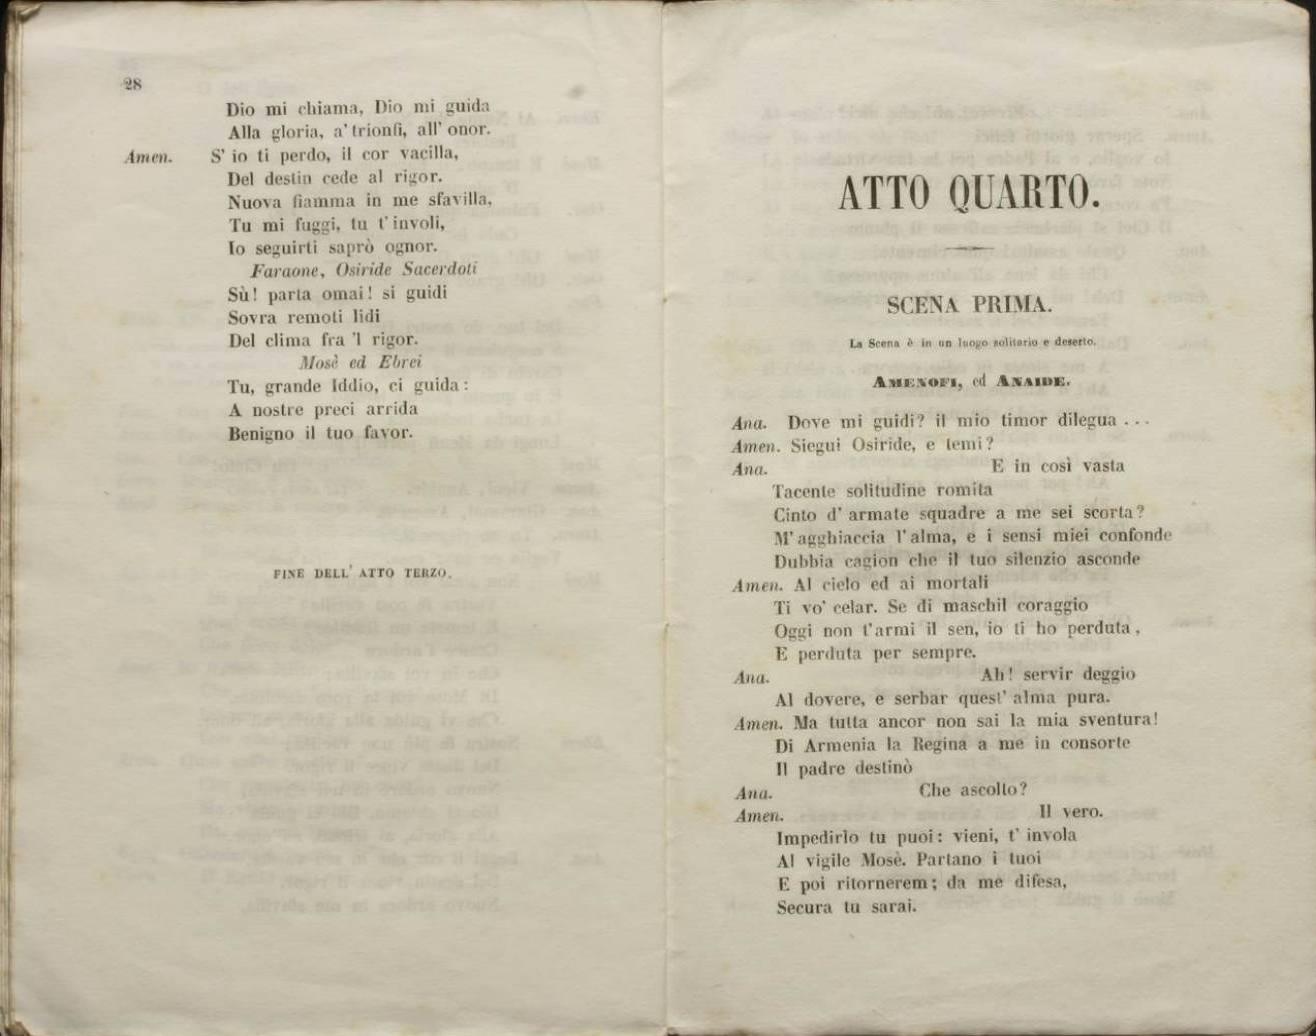 28
Dio mi chiama, Dio mi guida
Alla gloria, a' trionfi, all' onor.
Amen. S' io ti perdo, il cor vacilla,
Del destin cede al rigor.
Nuova fiamma in me sfavilla,
Tu mi fuggi, tu t' involi,
Io seguirti saprò ognor.
Faraone, Osiride Sacerdoti
Sù! parta omai! si guidi
Sovra remoti lidi
Del clima fra 'l rigor.
Mosè ed Ebrei
Tu, grande Iddio, ci guida:
A nostre preci arrida
Benigno il tuo favor.
FINE DELL' ATTO TERZO.
ATTO QUARTO.
SCENA PRIMA.
La Scena è in un luogo solitario e deserto.
AMENOFI, ed ANAIDE.
Ana. Dove mi guidi? il mio timor dilegua ...
Amen. Siegui Osiride, e temi?
Ana. E in così vasta
Tacente solitudine romita
Cinto d' armate squadre a me sei scorta?
M' agghiaccia l' alma, e i sensi miei confonde
Dubbia cagion che il tuo silenzio asconde
Amen. Al cielo ed ai mortali
Ti vo' celar. Se di maschil coraggio
Oggi non t'armi il sen, io ti ho perduta,
E perduta per sempre.
Ana. Ah! servir deggio
Al dovere, e serbar quest' alma pura.
Amen. Ma tutta ancor non sai la mia sventura!
Di Armenia la Regina a me in consorte
Il padre destinò
Ana. Che ascolto?
Amen. Il vero.
Impedirlo tu puoi: vieni, t' invola
Al vigile Mosè. Partano i tuoi
E poi ritornerem; da me difesa,
Secura tu sarai.